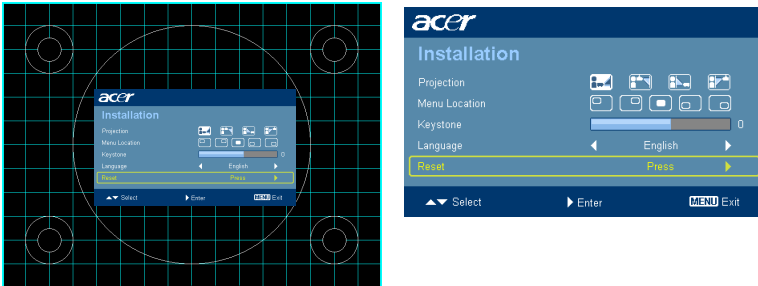 acer
Installation
Projection
Menu Location
Keystone 0
Language English
Reset Press
Select Enter MENU Exit
acer
Installation
Projection
Menu Location
Keystone 0
Language English
Reset Press
Select Enter MENU Exit